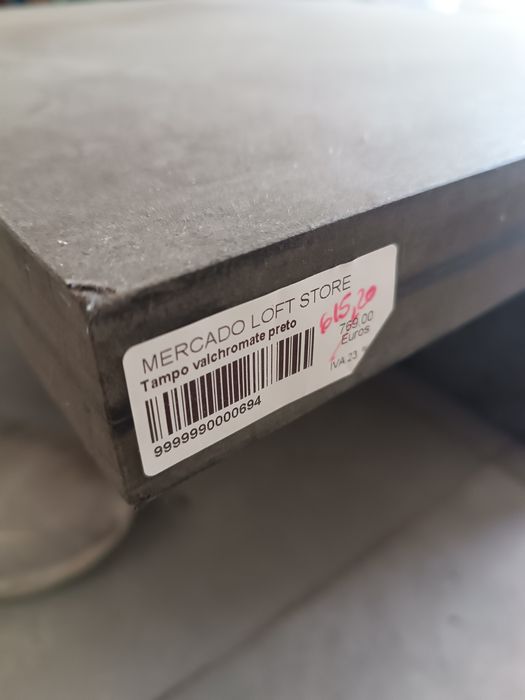 MERCADO LOFT STORE
Tampo valchromate preto
615,20
769.00
Euros
IVA 23
9999990000694